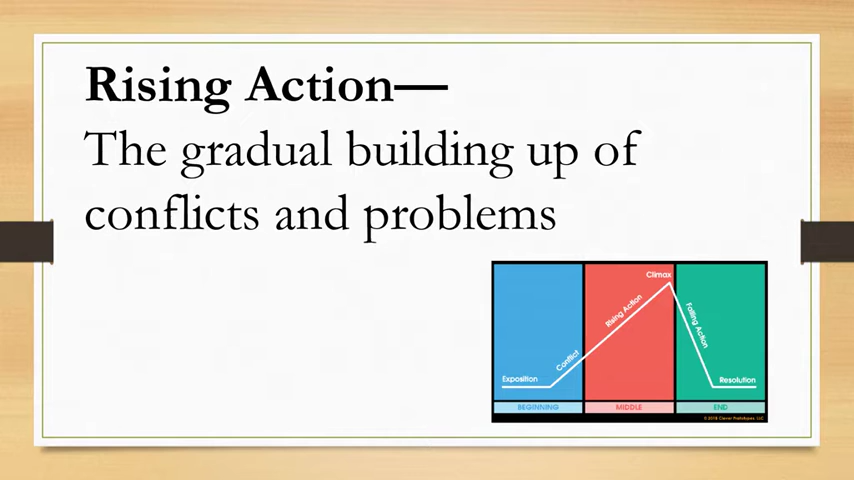 Rising Action—
The gradual building up of
conflicts and problems
Climax
Rising Action
Falling Action
Conflict
Exposition
Resolution
BEGINNING
MIDDLE
END